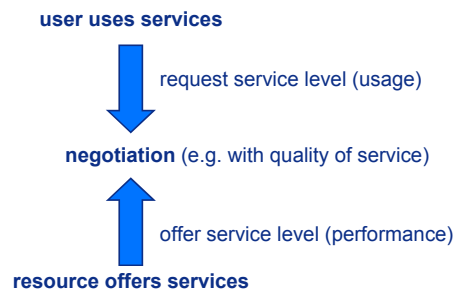 user uses services
request service level (usage)
negotiation (e.g. with quality of service)
offer service level (performance)
resource offers services